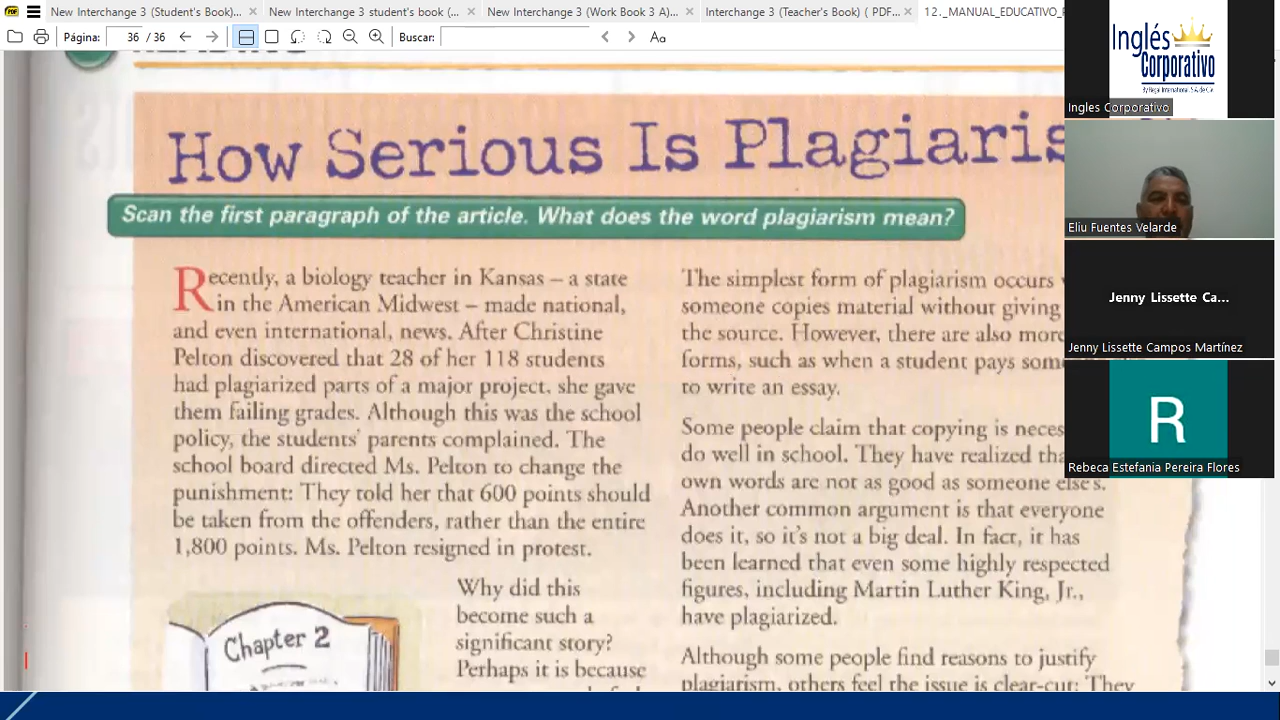 New Interchange 3 (Student's Book)...
New Interchange 3 student's book (...
New Interchange 3 (Work Book 3 A)...
Interchange 3 (Teacher's Book) ( PDF...
12._MANUAL_EDUCATIVO_
Página: 36 / 36
Buscar:
Aa
How Serious Is Plagiaris
Scan the first paragraph of the article. What does the word plagiarism mean?
Recently, a biology teacher in Kansas – a state
in the American Midwest – made national,
and even international, news. After Christine
Pelton discovered that 28 of her 118 students
had plagiarized parts of a major project, she gave
them failing grades. Although this was the school
policy, the students' parents complained. The
school board directed Ms. Pelton to change the
punishment: They told her that 600 points should
be taken from the offenders, rather than the entire
1,800 points. Ms. Pelton resigned in protest.
Why did this
become such a
significant story?
Perhaps it is because
Chapter 2
The simplest form of plagiarism occurs
someone copies material without giving
the source. However, there are also more
forms, such as when a student pays som
to write an essay.
Some people claim that copying is neces
do well in school. They have realized tha
own words are not as good as someone else's.
Another common argument is that everyone
does it, so it's not a big deal. In fact, it has
been learned that even some highly respected
figures, including Martin Luther King, Jr.,
have plagiarized.
Although some people find reasons to justify
plagiarism, others feel the issue is clear-cut: They
Inglés
Corporativo
Ingles Corporativo
Eliu Fuentes Velarde
Jenny Lissette Ca...
Jenny Lissette Campos Martínez
R
Rebeca Estefania Pereira Flores